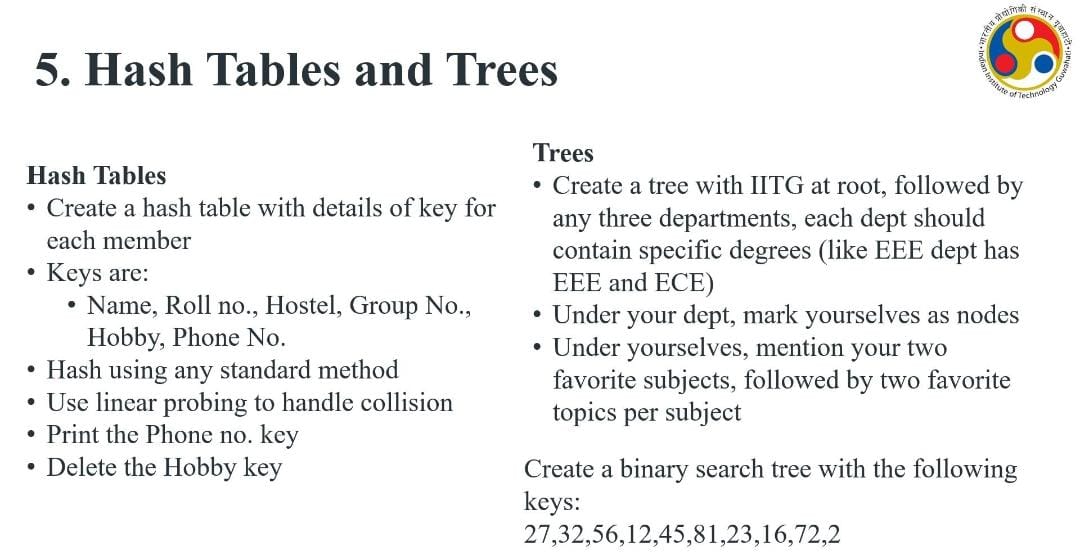 5. Hash Tables and Trees
भारतीय प्रौद्योगिकी संस्थान गुवाहाटी
Indian Institute of Technology Guwahati
Hash Tables
• Create a hash table with details of key for
each member
• Keys are:
• Name, Roll no., Hostel, Group No.,
Hobby, Phone No.
• Hash using any standard method
• Use linear probing to handle collision
• Print the Phone no. key
• Delete the Hobby key
Trees
• Create a tree with IITG at root, followed by
any three departments, each dept should
contain specific degrees (like EEE dept has
EEE and ECE)
• Under your dept, mark yourselves as nodes
• Under yourselves, mention your two
favorite subjects, followed by two favorite
topics per subject
Create a binary search tree with the following
keys:
27,32,56,12,45,81,23,16,72,2